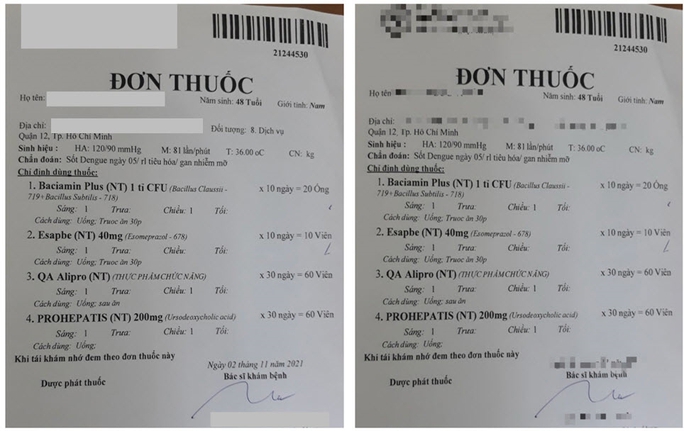 21244530
ĐƠN THUỐC
Họ tên:
Năm sinh: 48 Tuổi Giới tính: Nam
Địa chỉ:
Đối tượng: 8. Dịch vụ
Quận 12, Tp. Hồ Chí Minh
Sinh hiệu : HA: 120/90 mmHg M: 81 lần/phút T: 36.00 oC CN: kg
Chẩn đoán: Sốt Dengue ngày 05/ rl tiêu hóa/ gan nhiễm mỡ
Chỉ định dùng thuốc:
1. Baciamin Plus (NT) 1 tỉ CFU (Bacillus Clausii - x 10 ngày = 20 Ống
719+Bacillus Subtilis - 718)
Sáng: 1 Trưa: Chiều: 1 Tối:
Cách dùng: Uống; Truoc ăn 30p
2. Esapbe (NT) 40mg (Esomeprazol - 678) x 10 ngày = 10 Viên
Sáng: 1 Trưa: Chiều: Tối:
Cách dùng: Uống; Truoc ăn 30p
3. QA Alipro (NT) (THỰC PHẨM CHỨC NĂNG) x 30 ngày = 60 Viên
Sáng: 1 Trưa: Chiều: 1 Tối:
Cách dùng: Uống; sau ăn
4. PROHEPATIS (NT) 200mg (Ursodeoxycholic acid) x 30 ngày = 60 Viên
Sáng: 1 Trưa: Chiều: 1 Tối:
Cách dùng: Uống;
Khi tái khám nhớ đem theo đơn thuốc này
Ngày 02 tháng 11 năm 2021
Dược phát thuốc Bác sĩ khám bệnh
21244530
ĐƠN THUỐC
Họ tên:
Năm sinh: 48 Tuổi Giới tính: Nam
Địa chỉ:
Quận 12, Tp. Hồ Chí Minh
Sinh hiệu : HA: 120/90 mmHg M: 81 lần/phút T: 36.00 oC CN: kg
Chẩn đoán: Sốt Dengue ngày 05/ rl tiêu hóa/ gan nhiễm mỡ
Chỉ định dùng thuốc:
1. Baciamin Plus (NT) 1 tỉ CFU (Bacillus Clausii - x 10 ngày = 20 Ống
719+Bacillus Subtilis - 718)
Sáng: 1 Trưa: Chiều: 1 Tối:
Cách dùng: Uống; Truoc ăn 30p
2. Esapbe (NT) 40mg (Esomeprazol - 678) x 10 ngày = 10 Viên
Sáng: 1 Trưa: Chiều: Tối:
Cách dùng: Uống; Truoc ăn 30p
3. QA Alipro (NT) (THỰC PHẨM CHỨC NĂNG) x 30 ngày = 60 Viên
Sáng: 1 Trưa: Chiều: 1 Tối:
Cách dùng: Uống; sau ăn
4. PROHEPATIS (NT) 200mg (Ursodeoxycholic acid) x 30 ngày = 60 Viên
Sáng: 1 Trưa: Chiều: 1 Tối:
Cách dùng: Uống;
Khi tái khám nhớ đem theo đơn thuốc này
Dược phát thuốc Bác sĩ khám bệnh